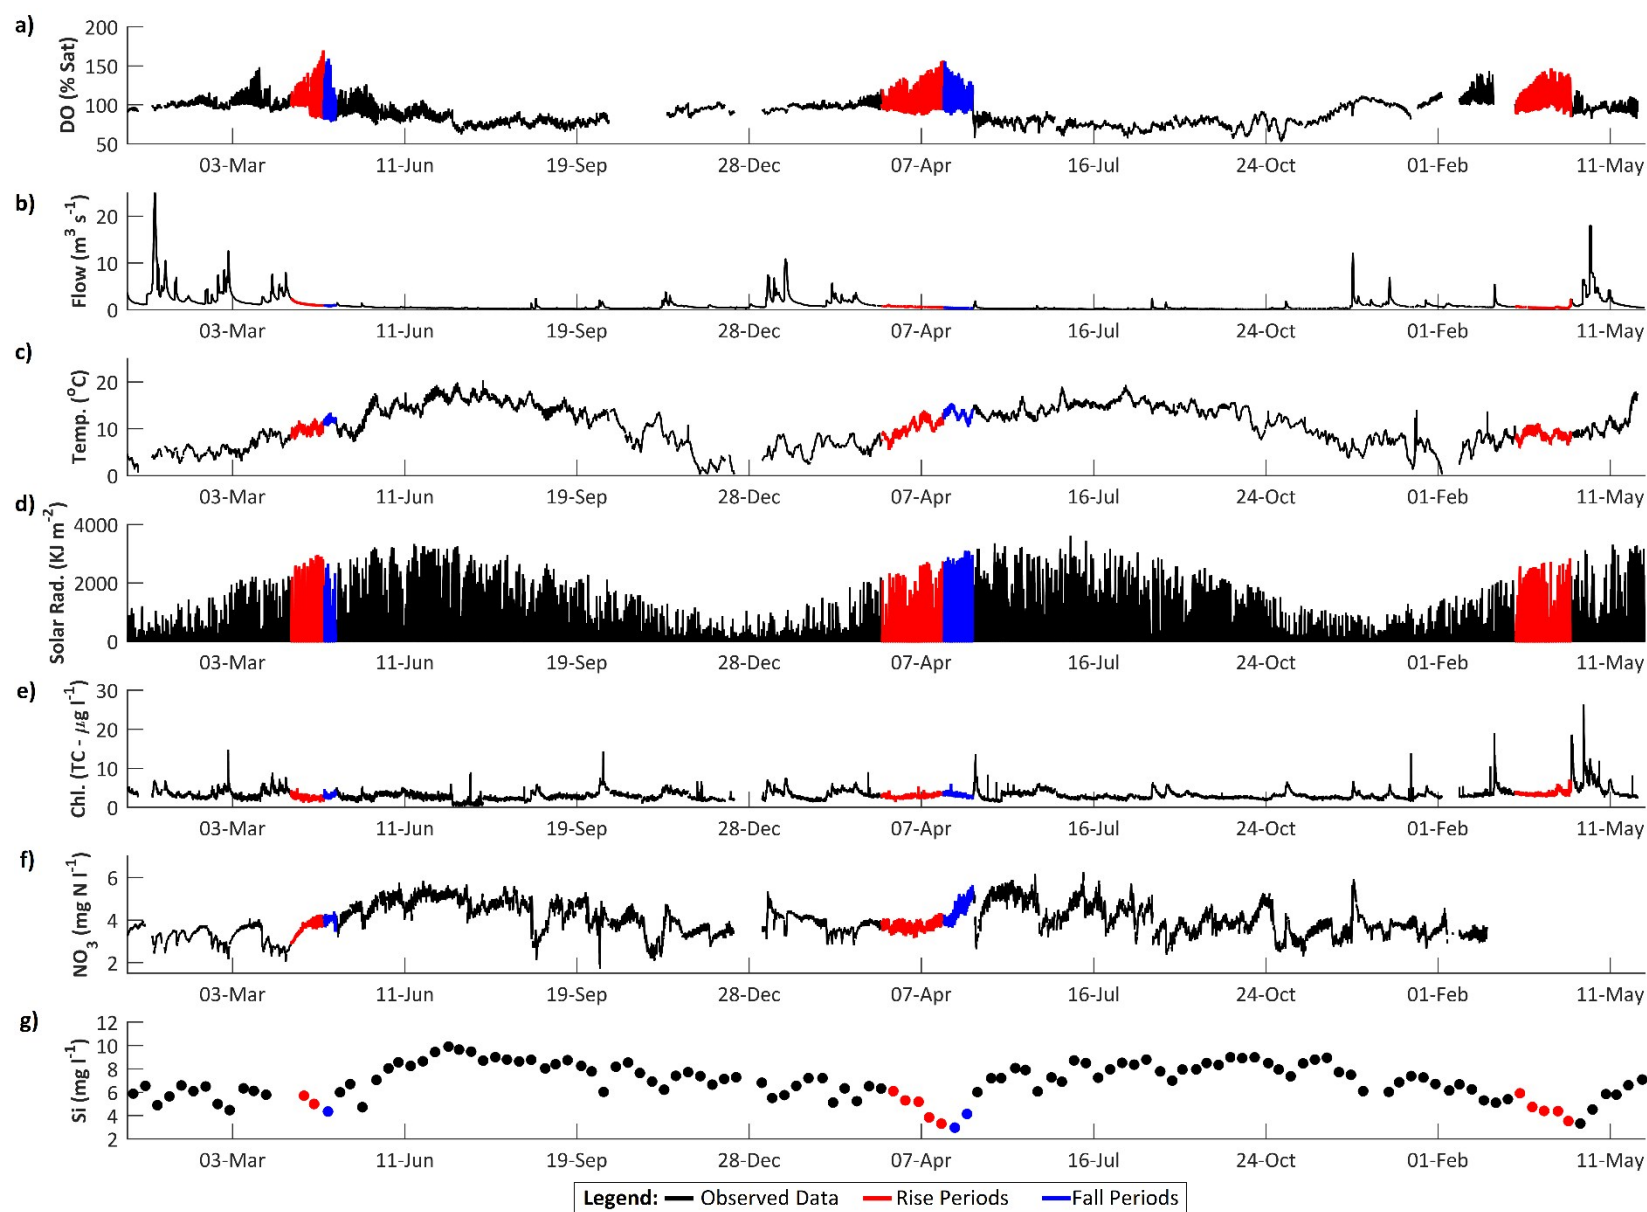 a)
DO (% Sat)
200
150
100
50
03-Mar 11-Jun 19-Sep 28-Dec 07-Apr 16-Jul 24-Oct 01-Feb 11-May
b)
Flow (m³ s⁻¹)
20
10
0
03-Mar 11-Jun 19-Sep 28-Dec 07-Apr 16-Jul 24-Oct 01-Feb 11-May
c)
Temp. (°C)
20
10
0
03-Mar 11-Jun 19-Sep 28-Dec 07-Apr 16-Jul 24-Oct 01-Feb 11-May
d)
Solar Rad. (KJ m⁻²)
4000
2000
0
03-Mar 11-Jun 19-Sep 28-Dec 07-Apr 16-Jul 24-Oct 01-Feb 11-May
e)
Chl. (TC - µg l⁻¹)
30
20
10
0
03-Mar 11-Jun 19-Sep 28-Dec 07-Apr 16-Jul 24-Oct 01-Feb 11-May
f)
NO₃ (mg N l⁻¹)
6
4
2
03-Mar 11-Jun 19-Sep 28-Dec 07-Apr 16-Jul 24-Oct 01-Feb 11-May
g)
Si (mg l⁻¹)
12
10
8
6
4
2
03-Mar 11-Jun 19-Sep 28-Dec 07-Apr 16-Jul 24-Oct 01-Feb 11-May
Legend: Observed Data Rise Periods Fall Periods